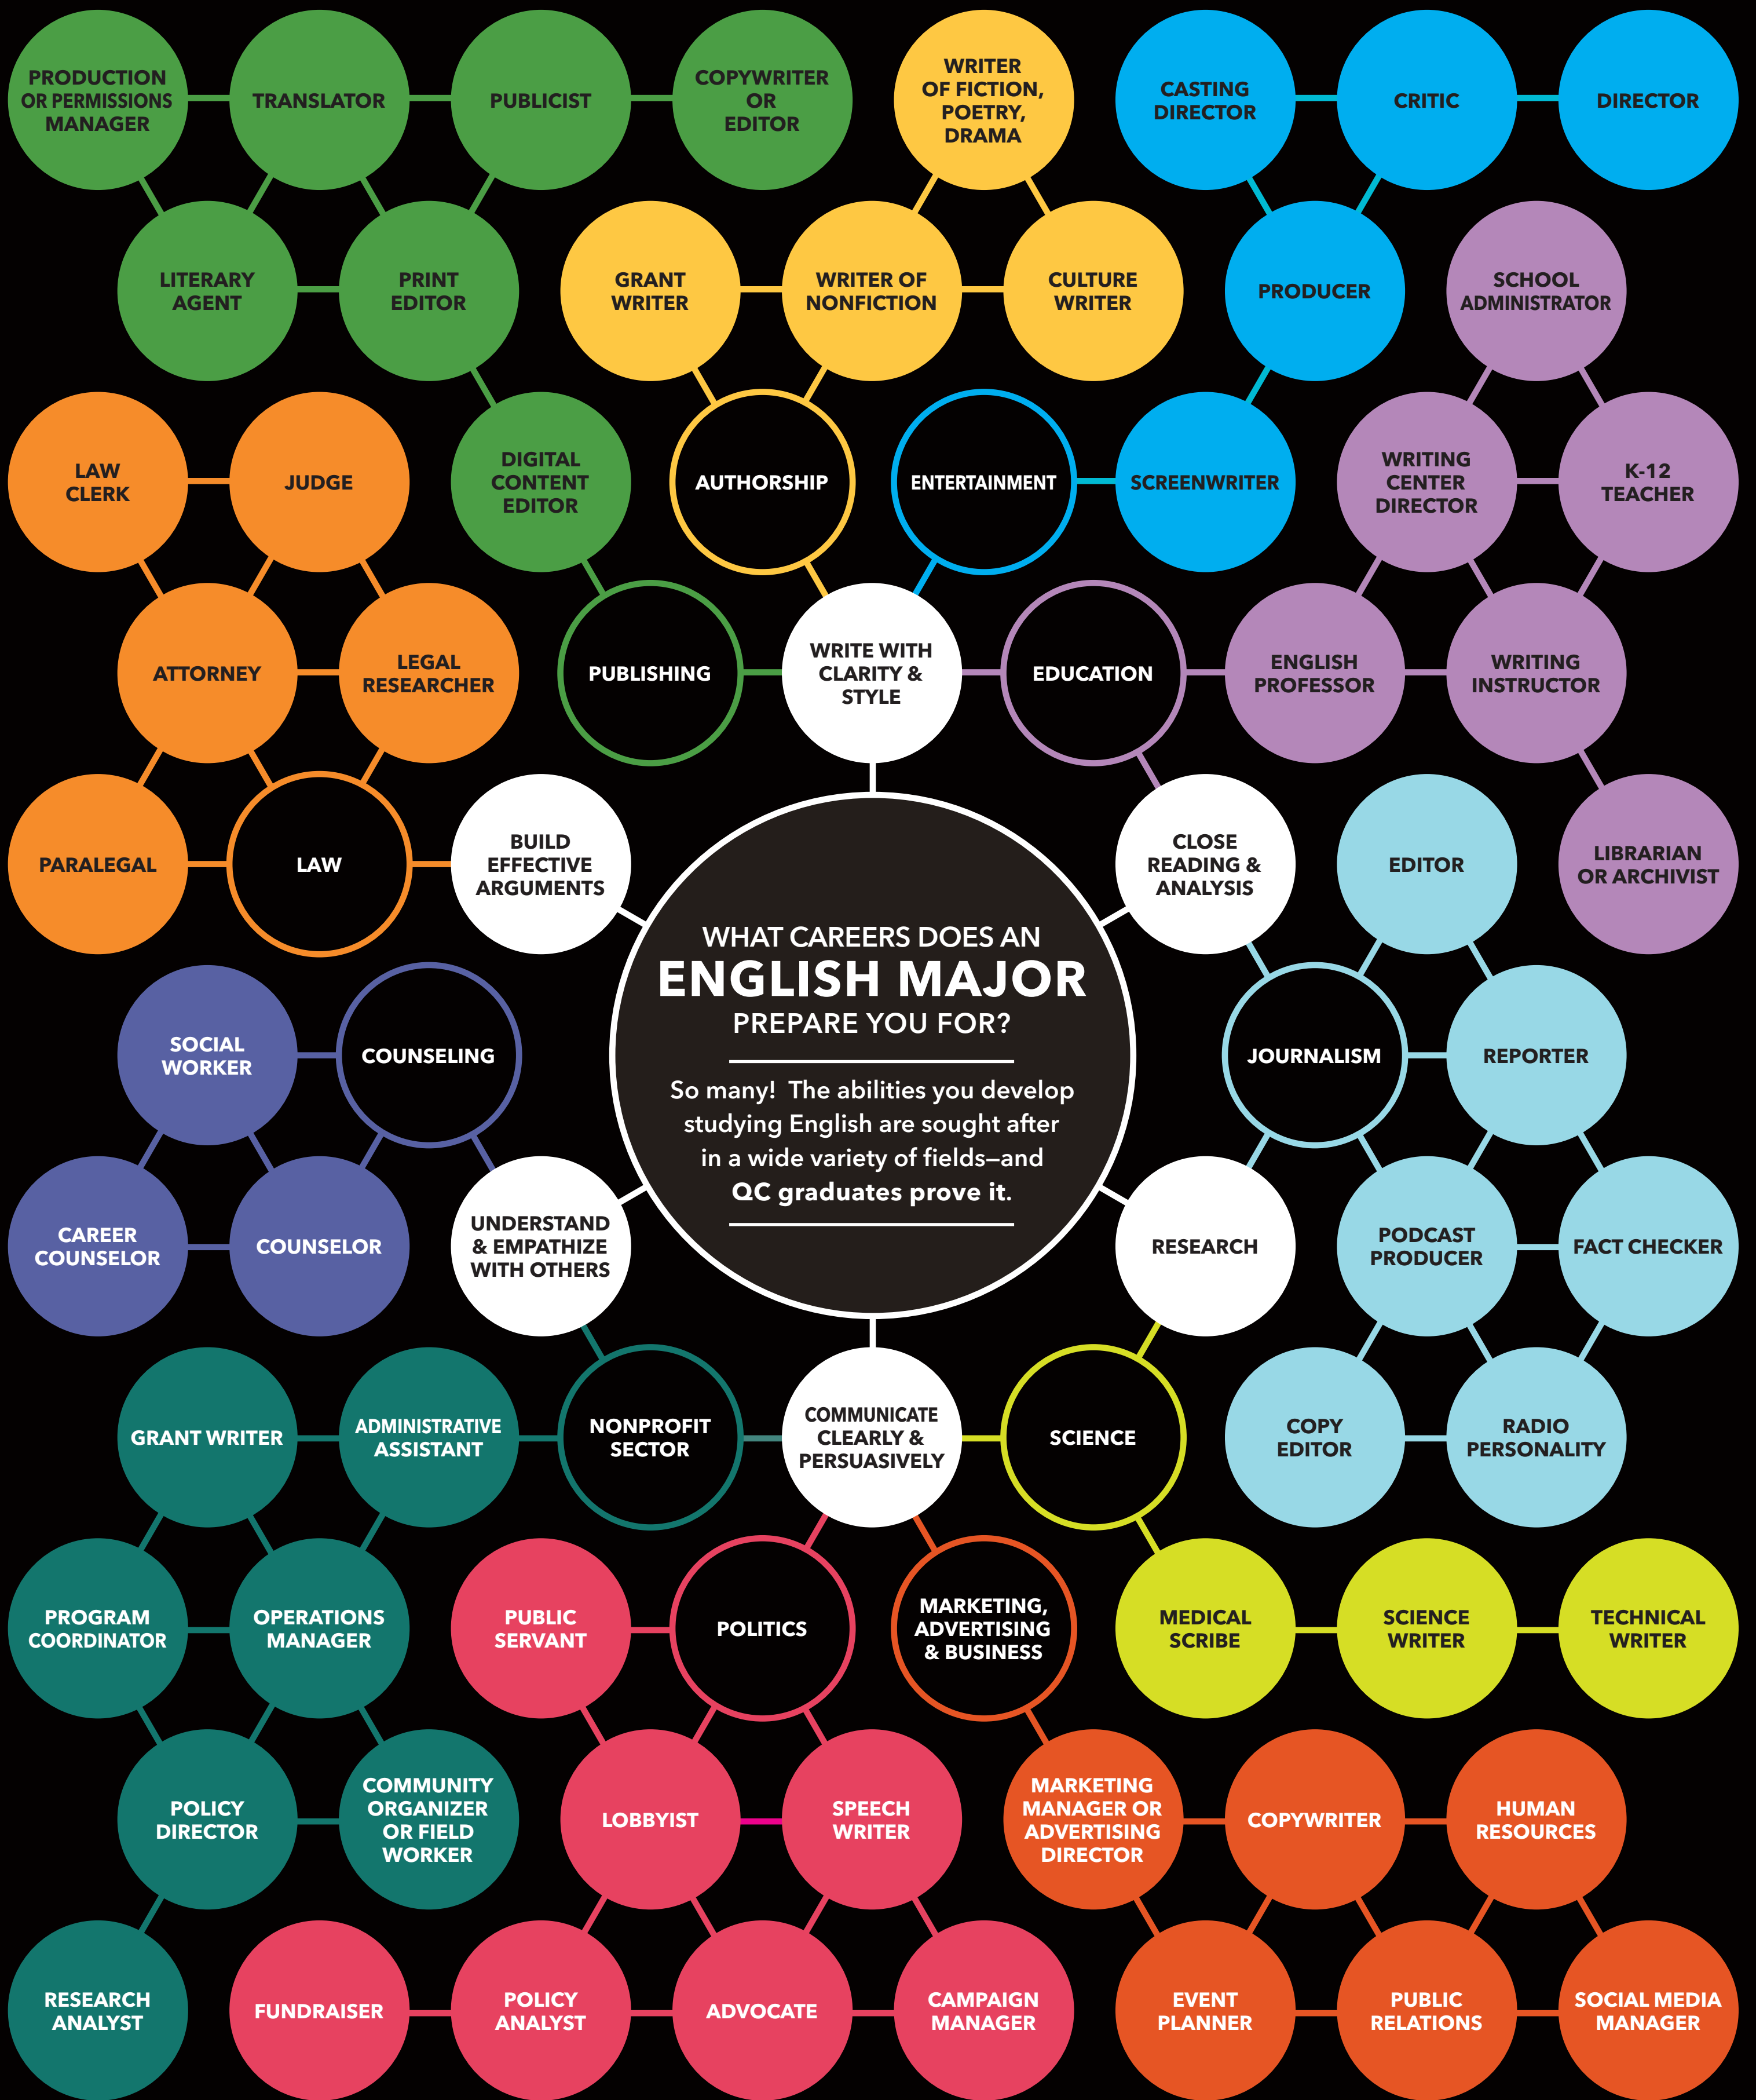 PRODUCTION
OR PERMISSIONS
MANAGER
TRANSLATOR
PUBLICIST
COPYWRITER
OR
EDITOR
WRITER
OF FICTION,
POETRY,
DRAMA
CASTING
DIRECTOR
CRITIC
DIRECTOR
LITERARY
AGENT
PRINT
EDITOR
GRANT
WRITER
WRITER OF
NONFICTION
CULTURE
WRITER
PRODUCER
SCHOOL
ADMINISTRATOR
LAW
CLERK
JUDGE
DIGITAL
CONTENT
EDITOR
AUTHORSHIP
ENTERTAINMENT
SCREENWRITER
WRITING
CENTER
DIRECTOR
K-12
TEACHER
ATTORNEY
LEGAL
RESEARCHER
PUBLISHING
WRITE WITH
CLARITY &
STYLE
EDUCATION
ENGLISH
PROFESSOR
WRITING
INSTRUCTOR
PARALEGAL
LAW
BUILD
EFFECTIVE
ARGUMENTS
CLOSE
READING &
ANALYSIS
EDITOR
LIBRARIAN
OR ARCHIVIST
WHAT CAREERS DOES AN
ENGLISH MAJOR
PREPARE YOU FOR?
So many! The abilities you develop
studying English are sought after
in a wide variety of fields—and
QC graduates prove it.
SOCIAL
WORKER
COUNSELING
JOURNALISM
REPORTER
CAREER
COUNSELOR
COUNSELOR
UNDERSTAND
& EMPATHIZE
WITH OTHERS
RESEARCH
PODCAST
PRODUCER
FACT CHECKER
GRANT WRITER
ADMINISTRATIVE
ASSISTANT
NONPROFIT
SECTOR
COMMUNICATE
CLEARLY &
PERSUASIVELY
SCIENCE
COPY
EDITOR
RADIO
PERSONALITY
PROGRAM
COORDINATOR
OPERATIONS
MANAGER
PUBLIC
SERVANT
POLITICS
MARKETING,
ADVERTISING
& BUSINESS
MEDICAL
SCRIBE
SCIENCE
WRITER
TECHNICAL
WRITER
POLICY
DIRECTOR
COMMUNITY
ORGANIZER
OR FIELD
WORKER
LOBBYIST
SPEECH
WRITER
MARKETING
MANAGER OR
ADVERTISING
DIRECTOR
COPYWRITER
HUMAN
RESOURCES
RESEARCH
ANALYST
FUNDRAISER
POLICY
ANALYST
ADVOCATE
CAMPAIGN
MANAGER
EVENT
PLANNER
PUBLIC
RELATIONS
SOCIAL MEDIA
MANAGER